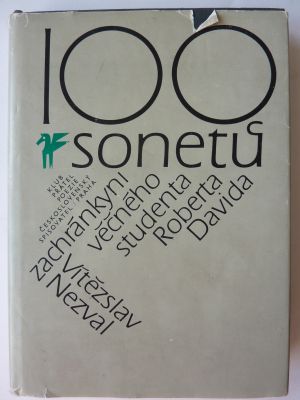 100
sonetů
KLUB
PŘÁTEL
POEZIE
ČESKOSLOVENSKÝ
SPISOVATEL/PRAHA
zachránkyni
věčného
studenta
Roberta
Davida
Vítězslav
Nezval